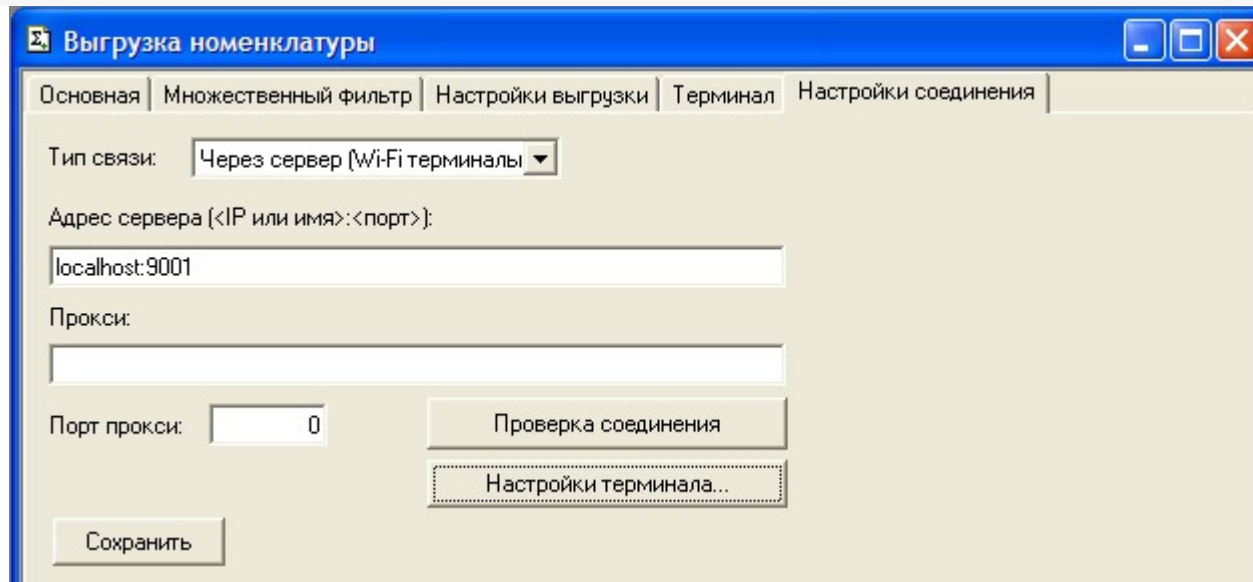 Выгрузка номенклатуры
Основная Множественный фильтр Настройки выгрузки Терминал Настройки соединения
Тип связи: Через сервер (Wi-Fi терминалы
Адрес сервера (<IP или имя>:<порт>):
localhost:9001
Прокси:
Порт прокси: 0 Проверка соединения
Настройки терминала...
Сохранить